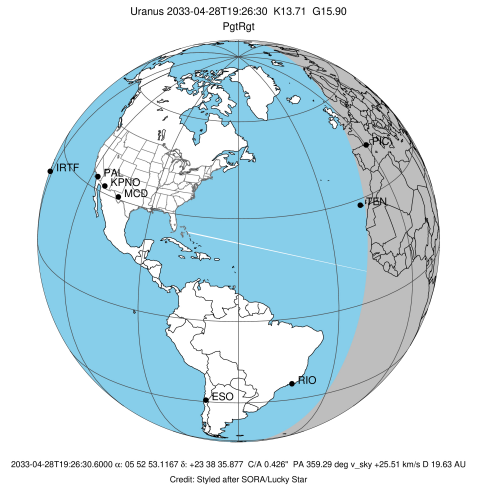 Uranus 2033-04-28T19:26:30 K13.71 G15.90
PgtRgt
IRTF
PAL
KPNO
MCD
PIC
TEN
RIO
ESO
2033-04-28T19:26:30.6000 α: 05 52 53.1167 δ: +23 38 35.877 C/A 0.426" PA 359.29 deg v_sky +25.51 km/s D 19.63 AU
Credit: Styled after SORA/Lucky Star